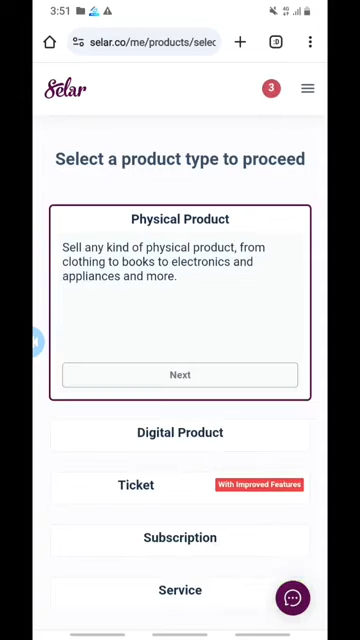 3:51
4G
selar.co/me/products/selec
:D
Selar
3
Select a product type to proceed
Physical Product
Sell any kind of physical product, from
clothing to books to electronics and
appliances and more.
Next
Digital Product
Ticket
With Improved Features
Subscription
Service